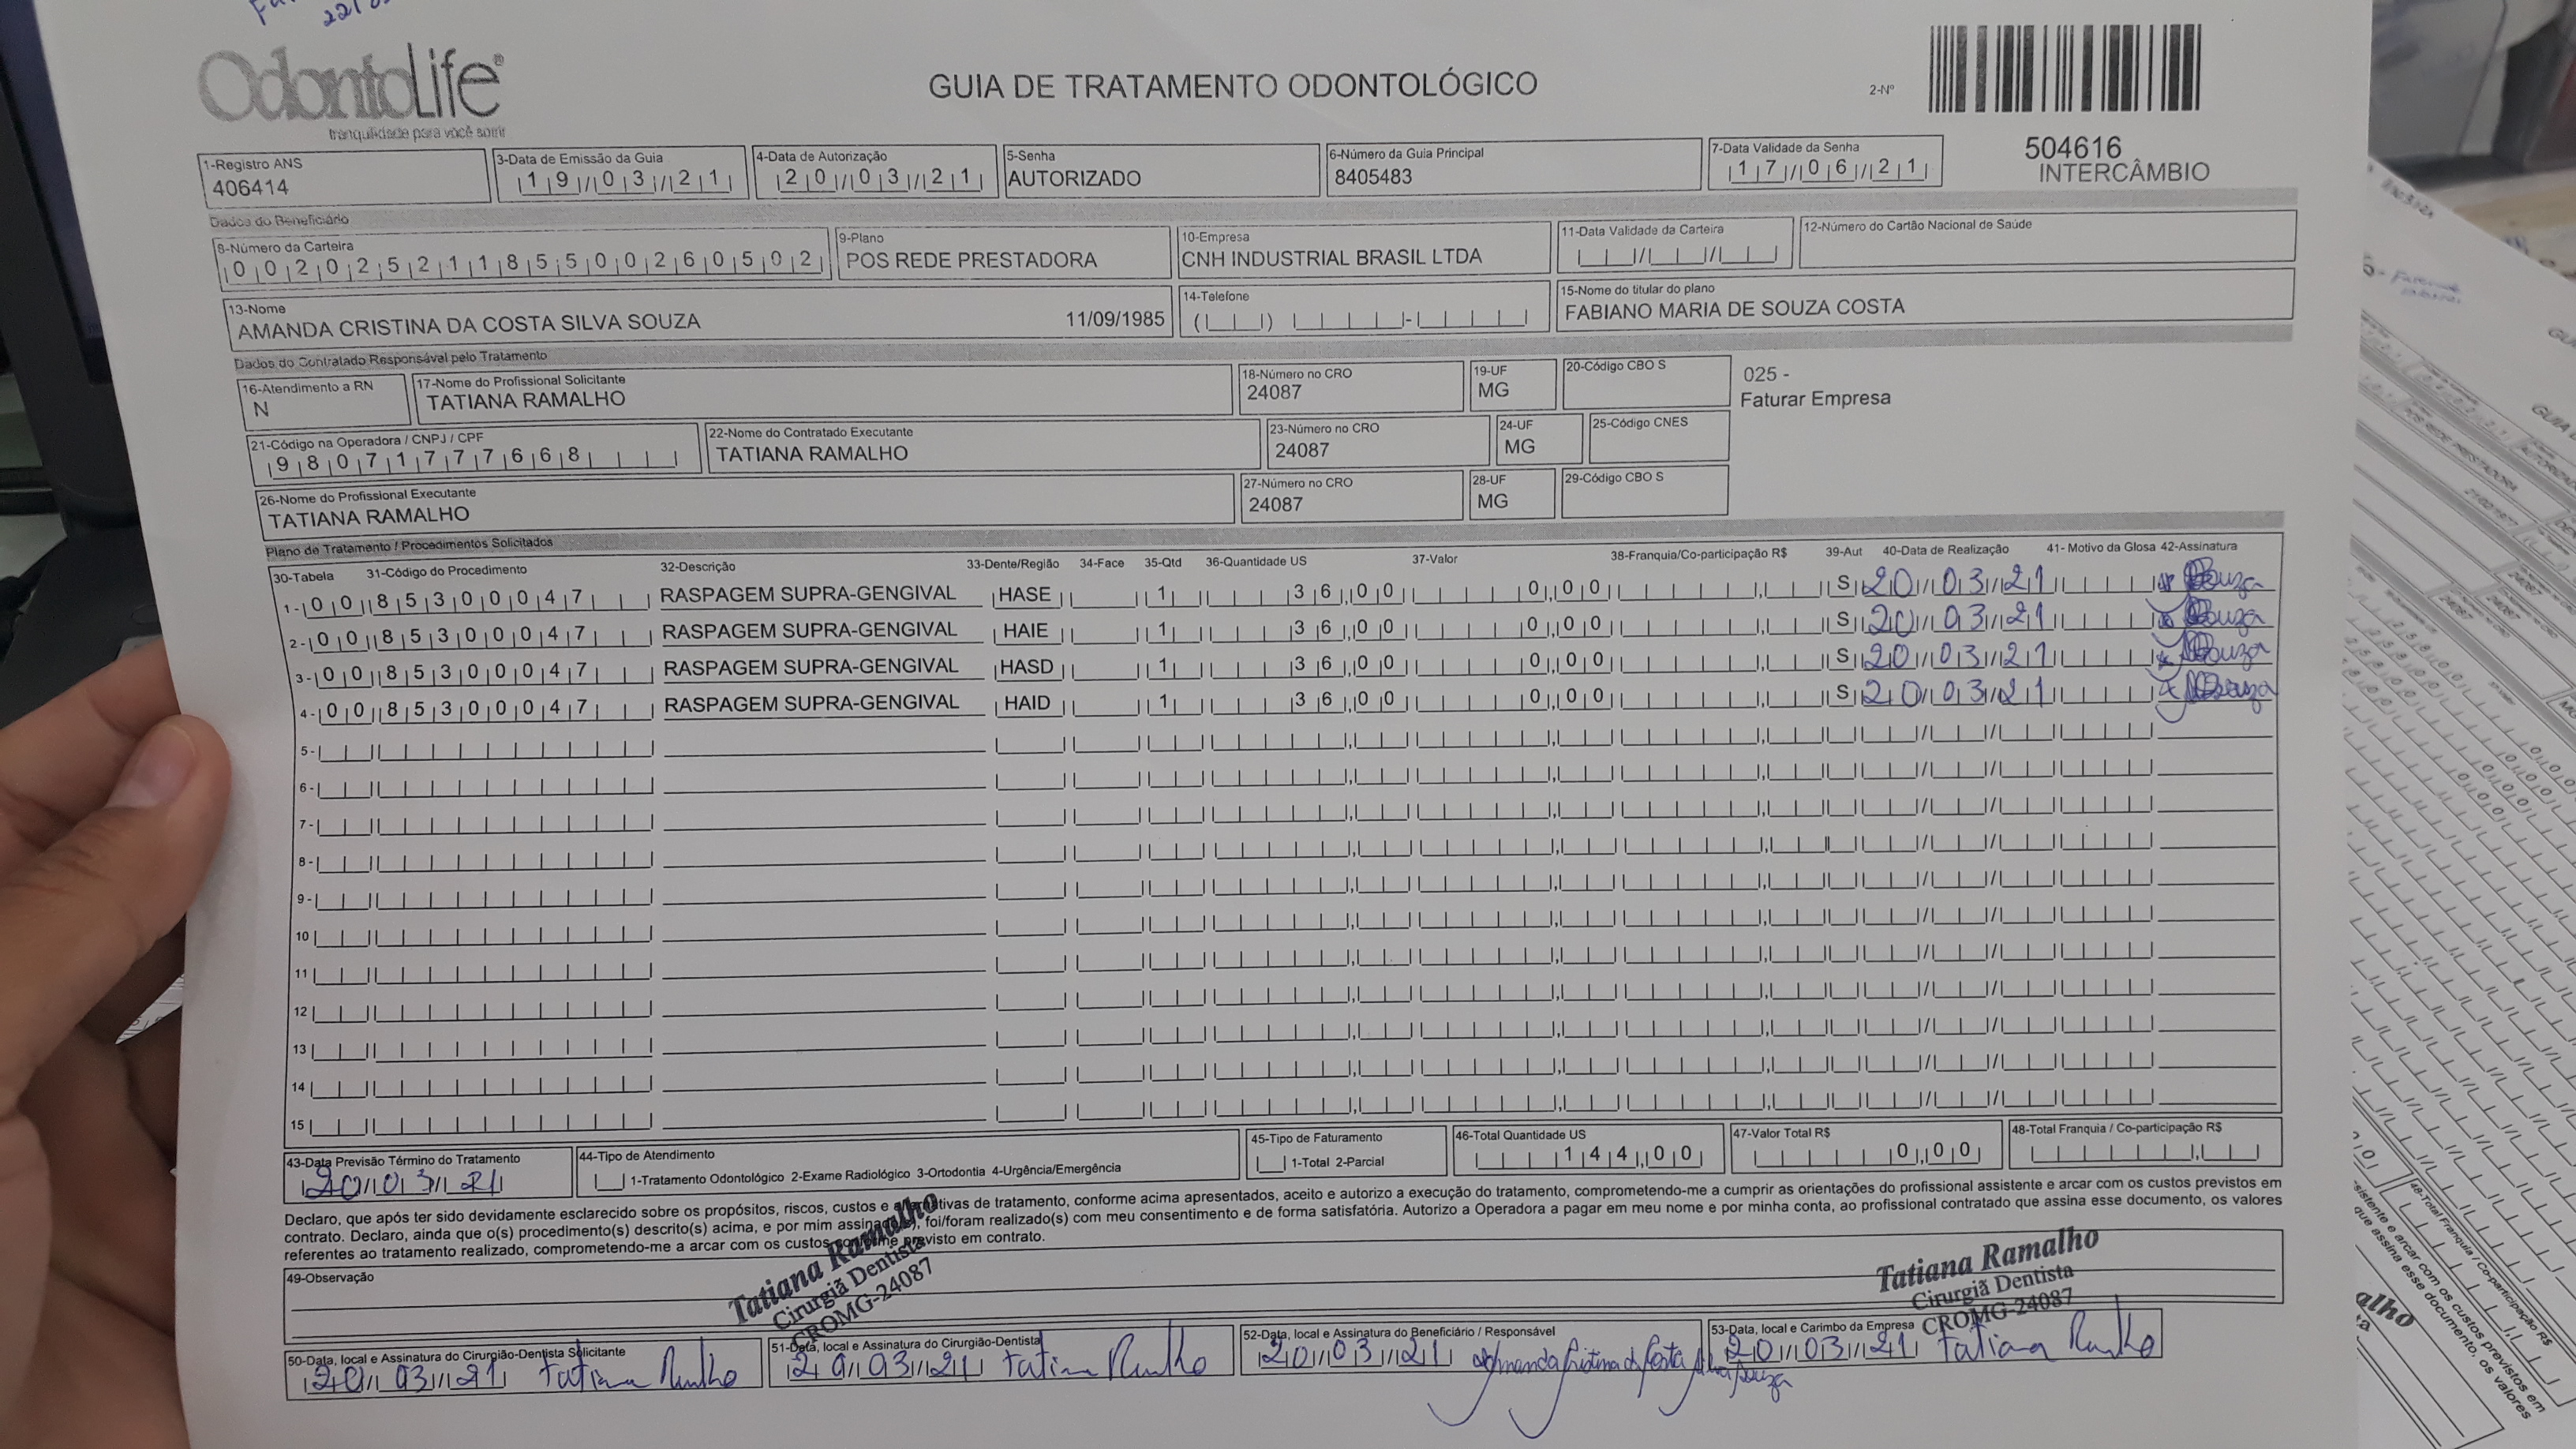 22/0
OdontoLife®
tranquilidade para você sorrir
GUIA DE TRATAMENTO ODONTOLÓGICO
2-Nº
504616
INTERCÂMBIO
1-Registro ANS
406414
3-Data de Emissão da Guia
19/03/21
4-Data de Autorização
20/03/21
5-Senha
AUTORIZADO
6-Número da Guia Principal
8405483
7-Data Validade da Senha
17/06/21
Dados do Beneficiário
8-Número da Carteira
00202521185500260502
9-Plano
POS REDE PRESTADORA
10-Empresa
CNH INDUSTRIAL BRASIL LTDA
11-Data Validade da Carteira
12-Número do Cartão Nacional de Saúde
13-Nome
AMANDA CRISTINA DA COSTA SILVA SOUZA 11/09/1985
14-Telefone
15-Nome do titular do plano
FABIANO MARIA DE SOUZA COSTA
Dados do Contratado Responsável pelo Tratamento
16-Atendimento a RN
N
17-Nome do Profissional Solicitante
TATIANA RAMALHO
18-Número no CRO
24087
19-UF
MG
20-Código CBO S
025 -
Faturar Empresa
21-Código na Operadora / CNPJ / CPF
98071777668
22-Nome do Contratado Executante
TATIANA RAMALHO
23-Número no CRO
24087
24-UF
MG
25-Código CNES
26-Nome do Profissional Executante
TATIANA RAMALHO
27-Número no CRO
24087
28-UF
MG
29-Código CBO S
Plano de Tratamento / Procedimentos Solicitados
30-Tabela 31-Código do Procedimento 32-Descrição 33-Dente/Região 34-Face 35-Qtd 36-Quantidade US 37-Valor 38-Franquia/Co-participação R$ 39-Aut 40-Data de Realização 41- Motivo da Glosa 42-Assinatura
1- 00 85300047 RASPAGEM SUPRA-GENGIVAL HASE 1 36,00 0,00 S 20/03/21 Souza
2- 00 85300047 RASPAGEM SUPRA-GENGIVAL HAIE 1 36,00 0,00 S 20/03/21 Souza
3- 00 85300047 RASPAGEM SUPRA-GENGIVAL HASD 1 36,00 0,00 S 20/03/21 Souza
4- 00 85300047 RASPAGEM SUPRA-GENGIVAL HAID 1 36,00 0,00 S 20/03/21 Souza
5-
6-
7-
8-
9-
10
11
12
13
14
15
43-Data Previsão Término do Tratamento
20/03/21
44-Tipo de Atendimento
1-Tratamento Odontológico 2-Exame Radiológico 3-Ortodontia 4-Urgência/Emergência
45-Tipo de Faturamento
1-Total 2-Parcial
46-Total Quantidade US
144,00
47-Valor Total R$
0,00
48-Total Franquia / Co-participação R$
Declaro, que após ter sido devidamente esclarecido sobre os propósitos, riscos, custos e alternativas de tratamento, conforme acima apresentados, aceito e autorizo a execução do tratamento, comprometendo-me a cumprir as orientações do profissional assistente e arcar com os custos previstos em
contrato. Declaro, ainda que o(s) procedimento(s) descrito(s) acima, e por mim assinado(s), foi/foram realizado(s) com meu consentimento e de forma satisfatória. Autorizo a Operadora a pagar em meu nome e por minha conta, ao profissional contratado que assina esse documento, os valores
referentes ao tratamento realizado, comprometendo-me a arcar com os custos conforme previsto em contrato.
49-Observação
Tatiana Ramalho
Cirurgiã Dentista
CROMG-24087
Tatiana Ramalho
Cirurgiã Dentista
CROMG-24087
50-Data, local e Assinatura do Cirurgião-Dentista Solicitante
20/03/21 Tatiana Ramalho
51-Data, local e Assinatura do Cirurgião-Dentista
20/03/21 Tatiana Ramalho
52-Data, local e Assinatura do Beneficiário / Responsável
20/03/21 Amanda Cristina da Costa Silva Souza
53-Data, local e Carimbo da Empresa
20/03/21 Tatiana Ramalho